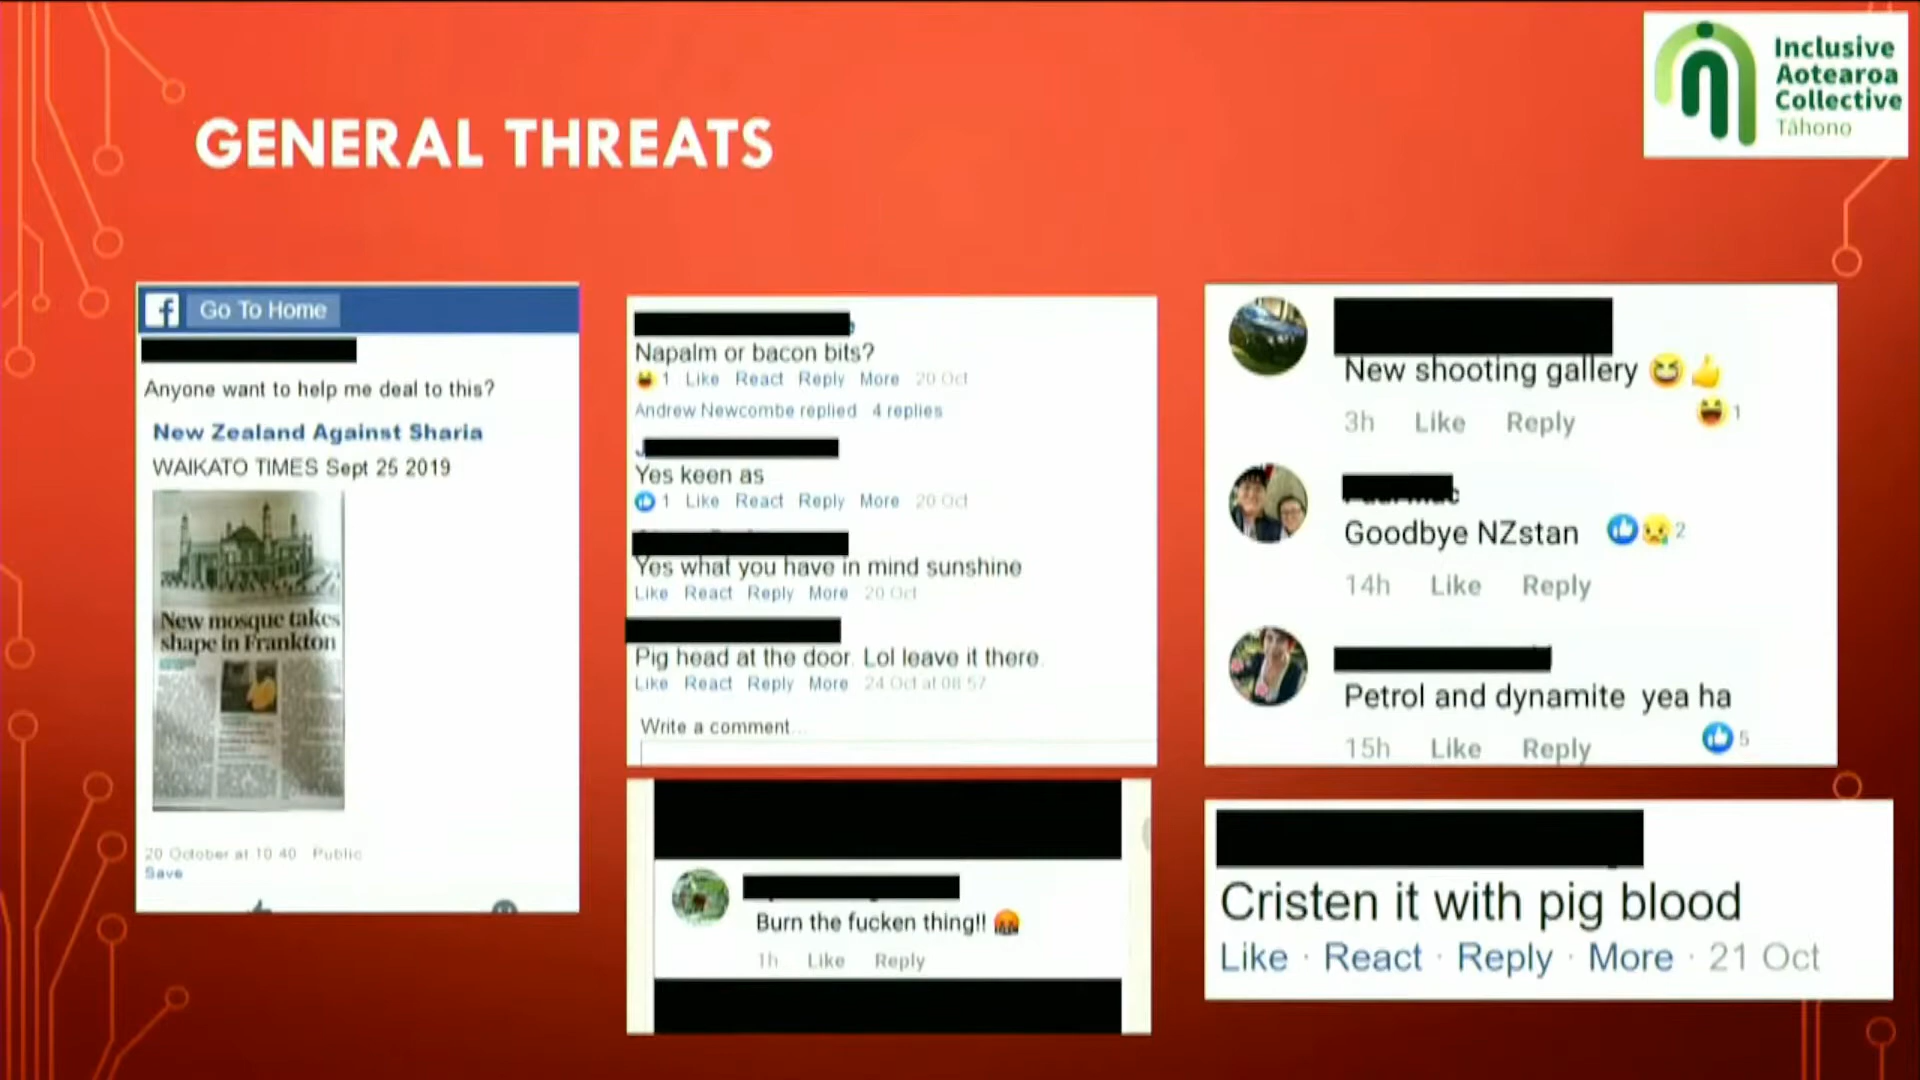 GENERAL THREATS
Inclusive
Aotearoa
Collective
Tāhono
f Go To Home
Anyone want to help me deal to this?
New Zealand Against Sharia
WAIKATO TIMES Sept 25 2019
New mosque takes
shape in Frankton
20 October at 10:40 Public
Save
Napalm or bacon bits?
1 Like React Reply More 20 Oct
Andrew Newcombe replied 4 replies
Yes keen as
1 Like React Reply More 20 Oct
Yes what you have in mind sunshine
Like React Reply More 20 Oct
Pig head at the door. Lol leave it there.
Like React Reply More 24 Oct at 08:57
Write a comment...
Burn the fucken thing!! 🤬
1h Like Reply
New shooting gallery 😆👍
😆 1
3h Like Reply
Goodbye NZstan 👍😢 2
14h Like Reply
Petrol and dynamite yea ha
👍 5
15h Like Reply
Cristen it with pig blood
Like · React · Reply · More · 21 Oct